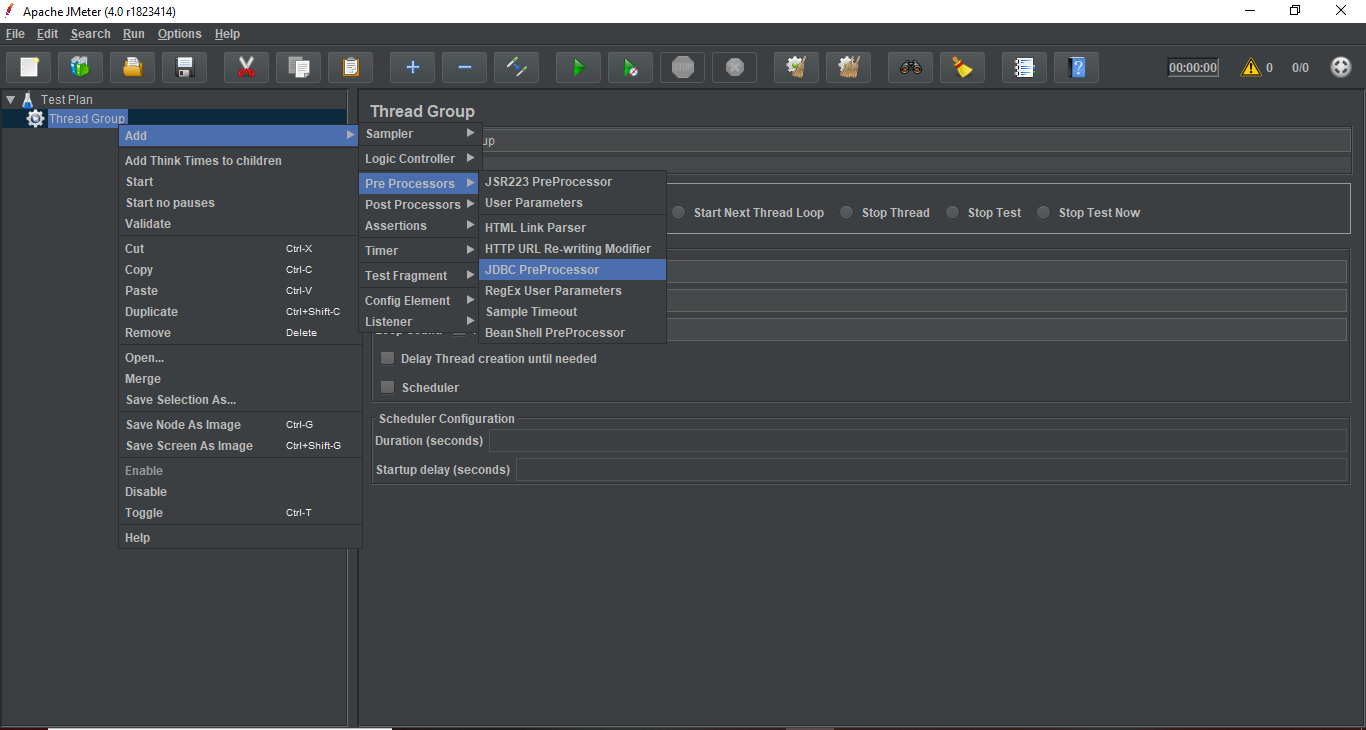 Apache JMeter (4.0 r1823414)
File Edit Search Run Options Help
STOP
00:00:00 0 0/0
Test Plan
Thread Group
Add
Add Think Times to children
Start
Start no pauses
Validate
Cut Ctrl-X
Copy Ctrl-C
Paste Ctrl-V
Duplicate Ctrl+Shift-C
Remove Delete
Open...
Merge
Save Selection As...
Save Node As Image Ctrl-G
Save Screen As Image Ctrl+Shift-G
Enable
Disable
Toggle Ctrl-T
Help
Sampler
Logic Controller
Pre Processors
Post Processors
Assertions
Timer
Test Fragment
Config Element
Listener
JSR223 PreProcessor
User Parameters
HTML Link Parser
HTTP URL Re-writing Modifier
JDBC PreProcessor
RegEx User Parameters
Sample Timeout
BeanShell PreProcessor
Thread Group
up
Start Next Thread Loop Stop Thread Stop Test Stop Test Now
Delay Thread creation until needed
Scheduler
Scheduler Configuration
Duration (seconds)
Startup delay (seconds)